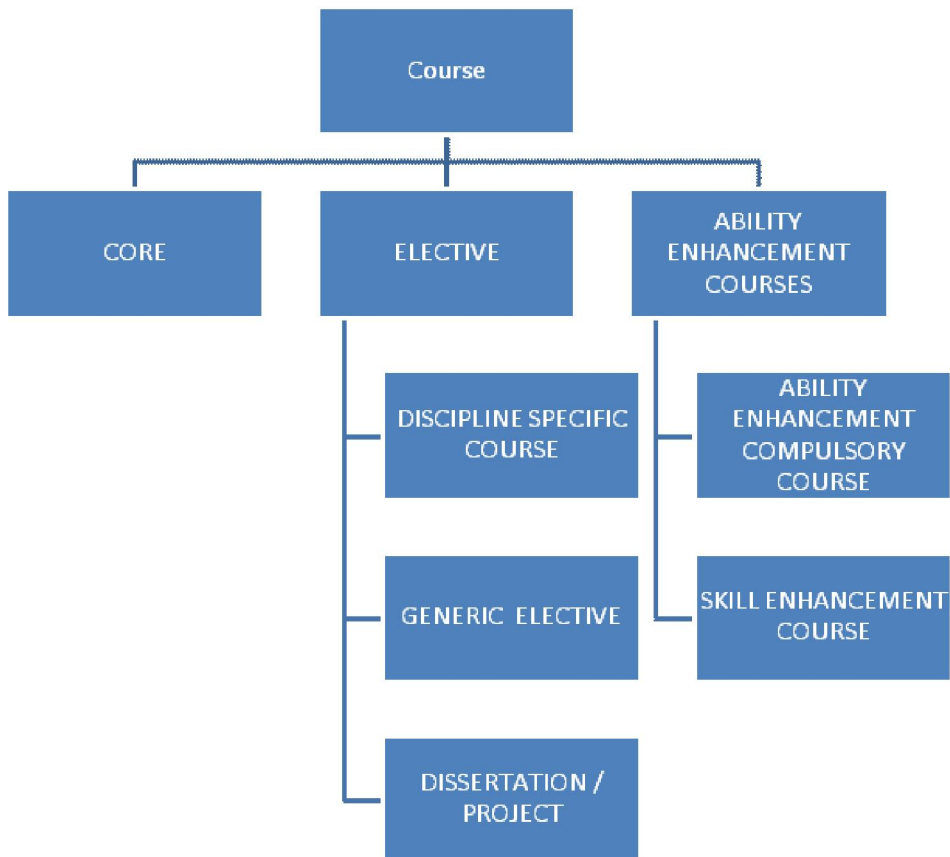 Course
CORE
ELECTIVE
ABILITY
ENHANCEMENT
COURSES
DISCIPLINE SPECIFIC
COURSE
GENERIC ELECTIVE
DISSERTATION /
PROJECT
ABILITY
ENHANCEMENT
COMPULSORY
COURSE
SKILL ENHANCEMENT
COURSE